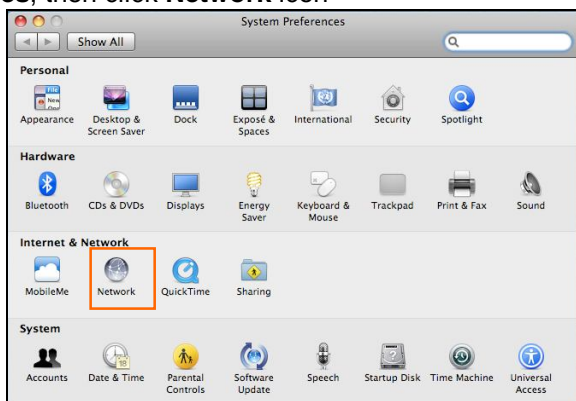 then click Network icon
System Preferences
Show All
Personal
Appearance
Desktop &
Screen Saver
Dock
Exposé &
Spaces
International
Security
Spotlight
Hardware
Bluetooth
CDs & DVDs
Displays
Energy
Saver
Keyboard &
Mouse
Trackpad
Print & Fax
Sound
Internet & Network
MobileMe
Network
QuickTime
Sharing
System
Accounts
Date & Time
Parental
Controls
Software
Update
Speech
Startup Disk
Time Machine
Universal
Access